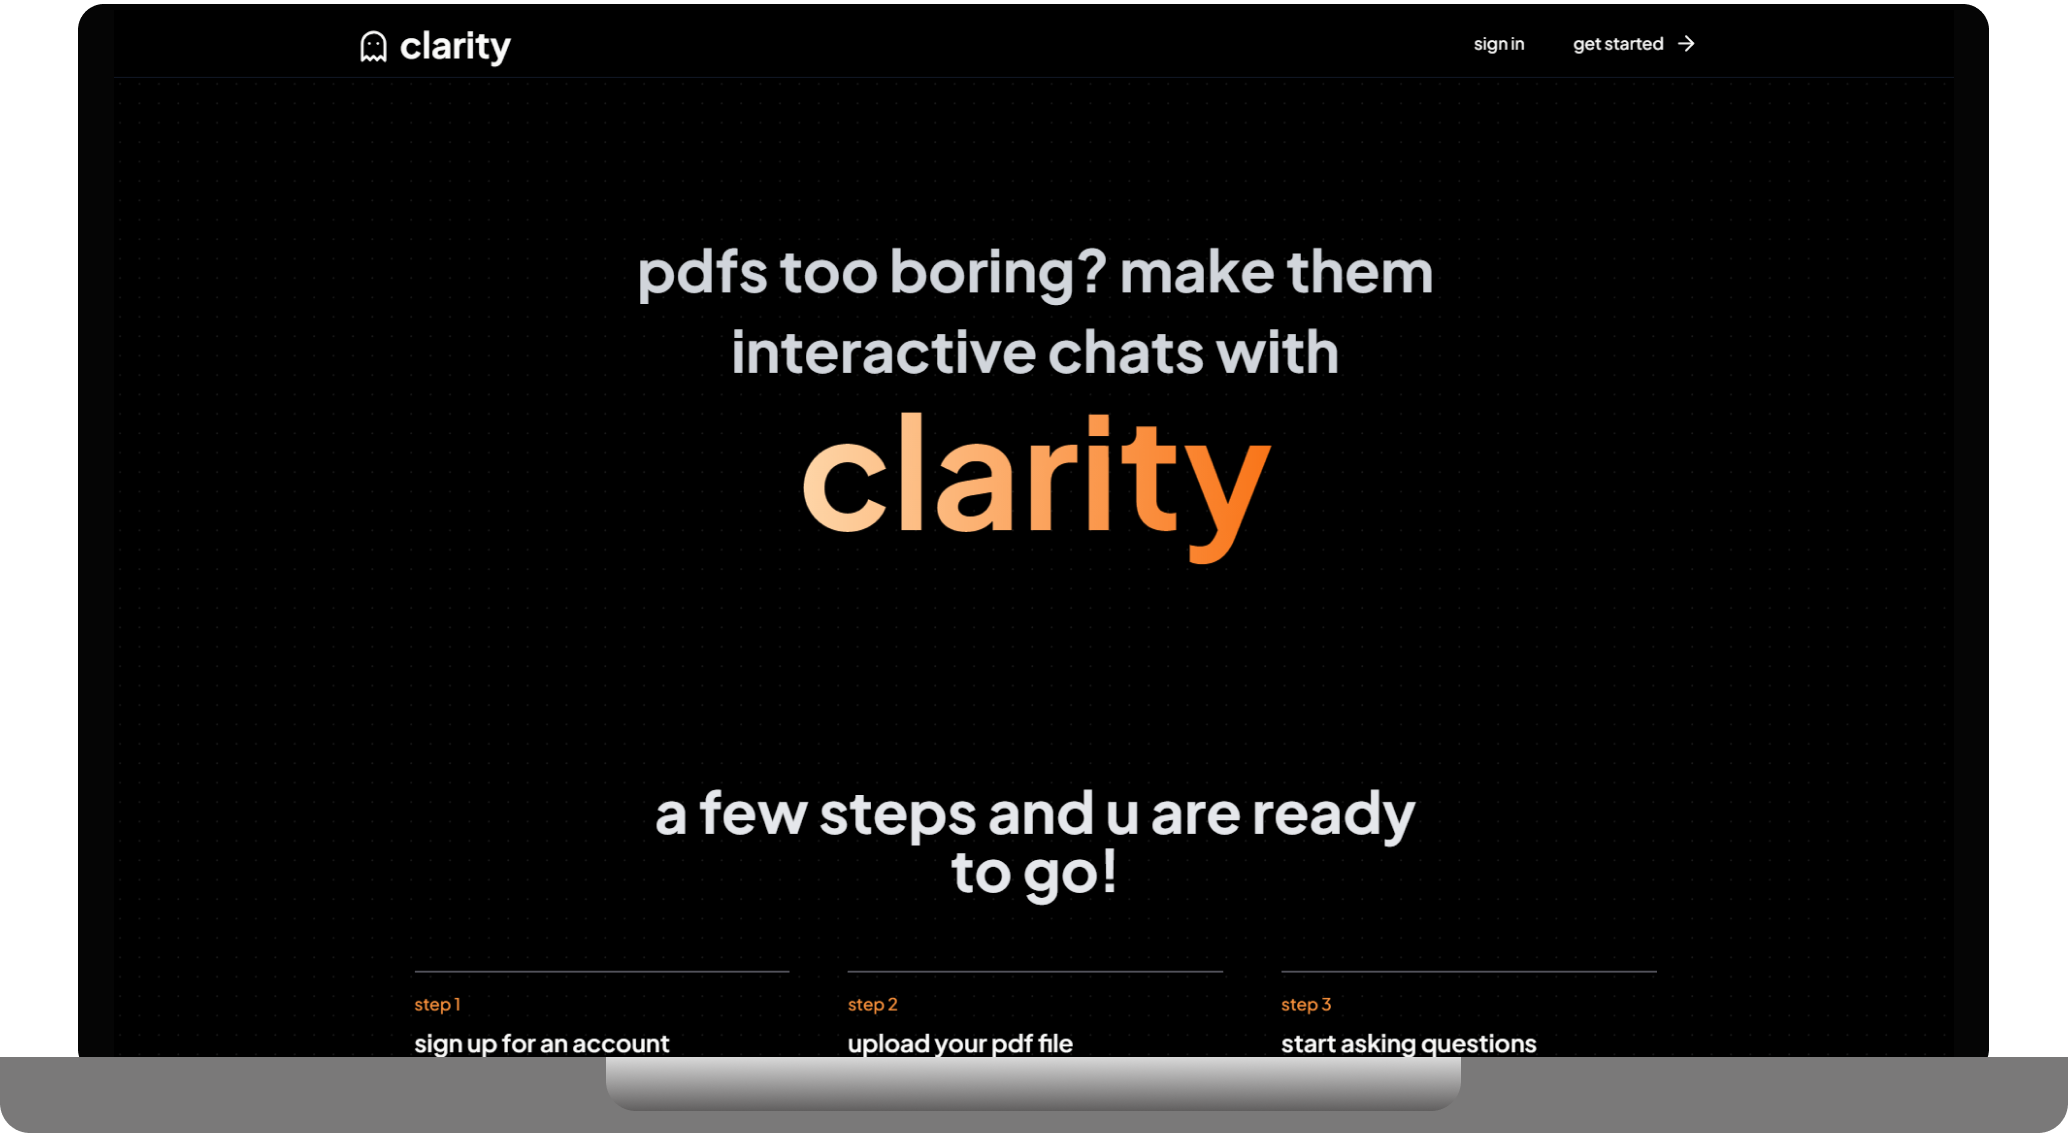 clarity
sign in
get started
pdfs too boring? make them
interactive chats with
clarity
a few steps and u are ready
to go!
step 1
sign up for an account
step 2
upload your pdf file
step 3
start asking questions